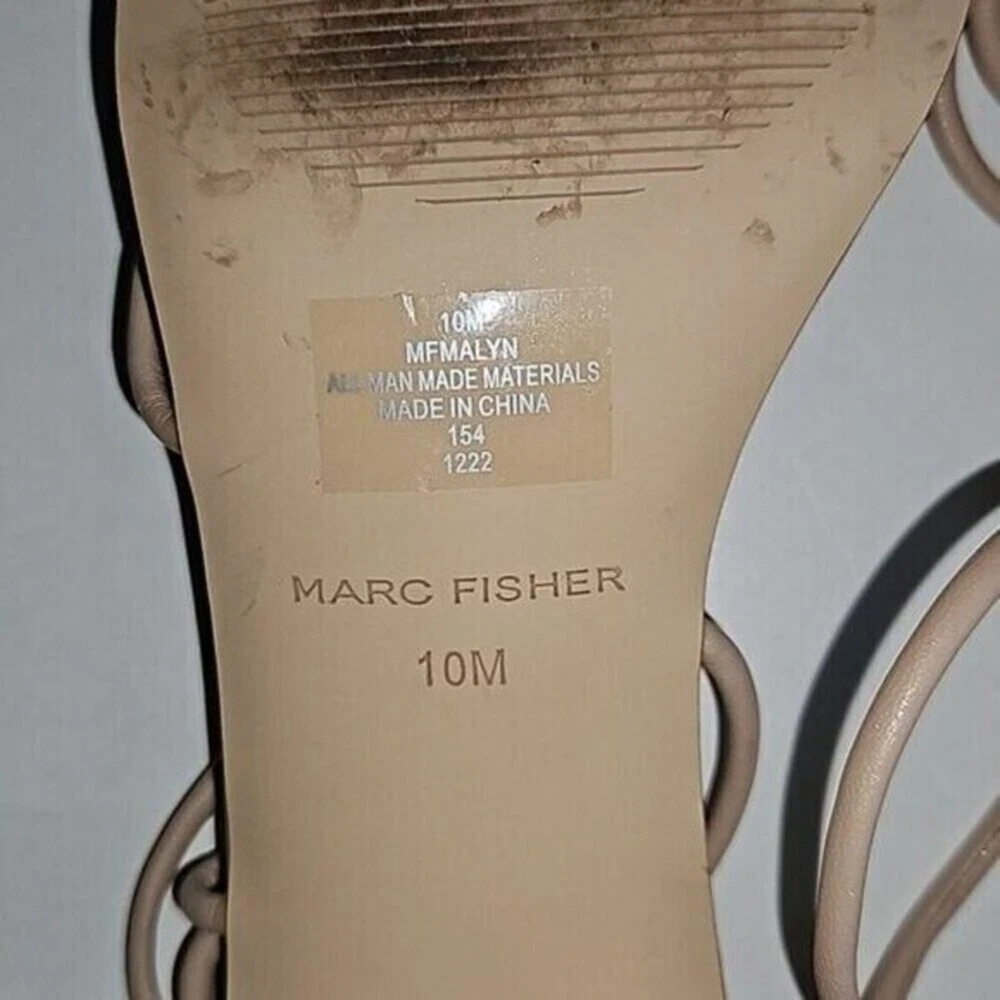 10M
MFMALYN
ALL MAN MADE MATERIALS
MADE IN CHINA
154
1222
MARC FISHER
10M